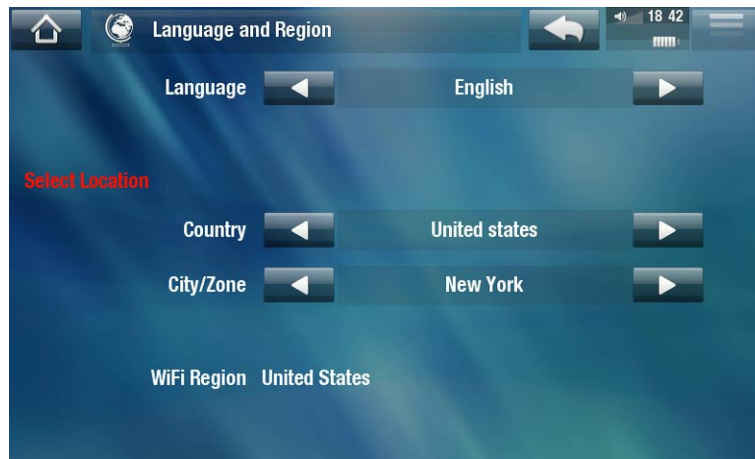 Language and Region
18 42
Language English
Select Location
Country United states
City/Zone New York
WiFi Region United States